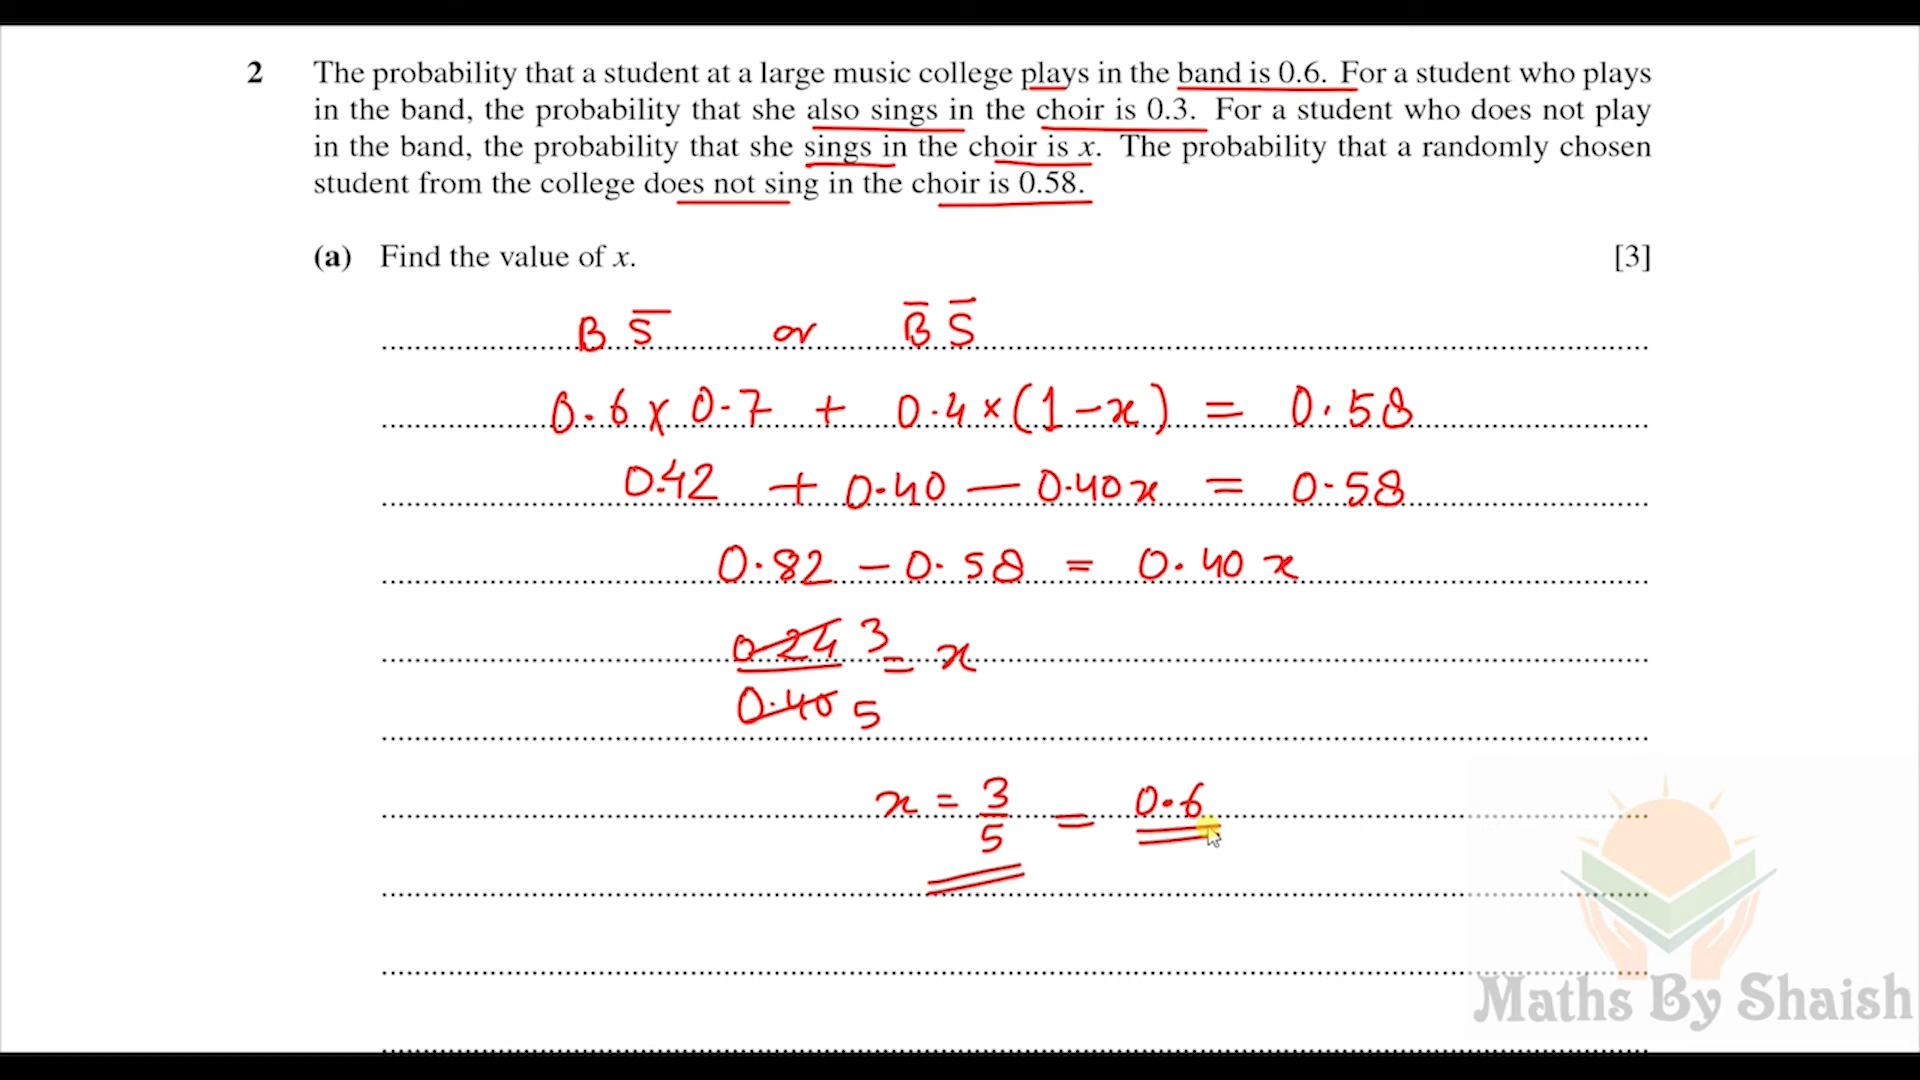 2 The probability that a student at a large music college plays in the band is 0.6. For a student who plays
in the band, the probability that she also sings in the choir is 0.3. For a student who does not play
in the band, the probability that she sings in the choir is x. The probability that a randomly chosen
student from the college does not sing in the choir is 0.58.
(a) Find the value of x. [3]
B S̅ or B̅ S̅
0.6 × 0.7 + 0.4 × (1 – x) = 0.58
0.42 + 0.40 – 0.40x = 0.58
0.82 – 0.58 = 0.40 x
0.24 3 = x
0.40 5
x = 3/5 = 0.6
Maths By Shaish